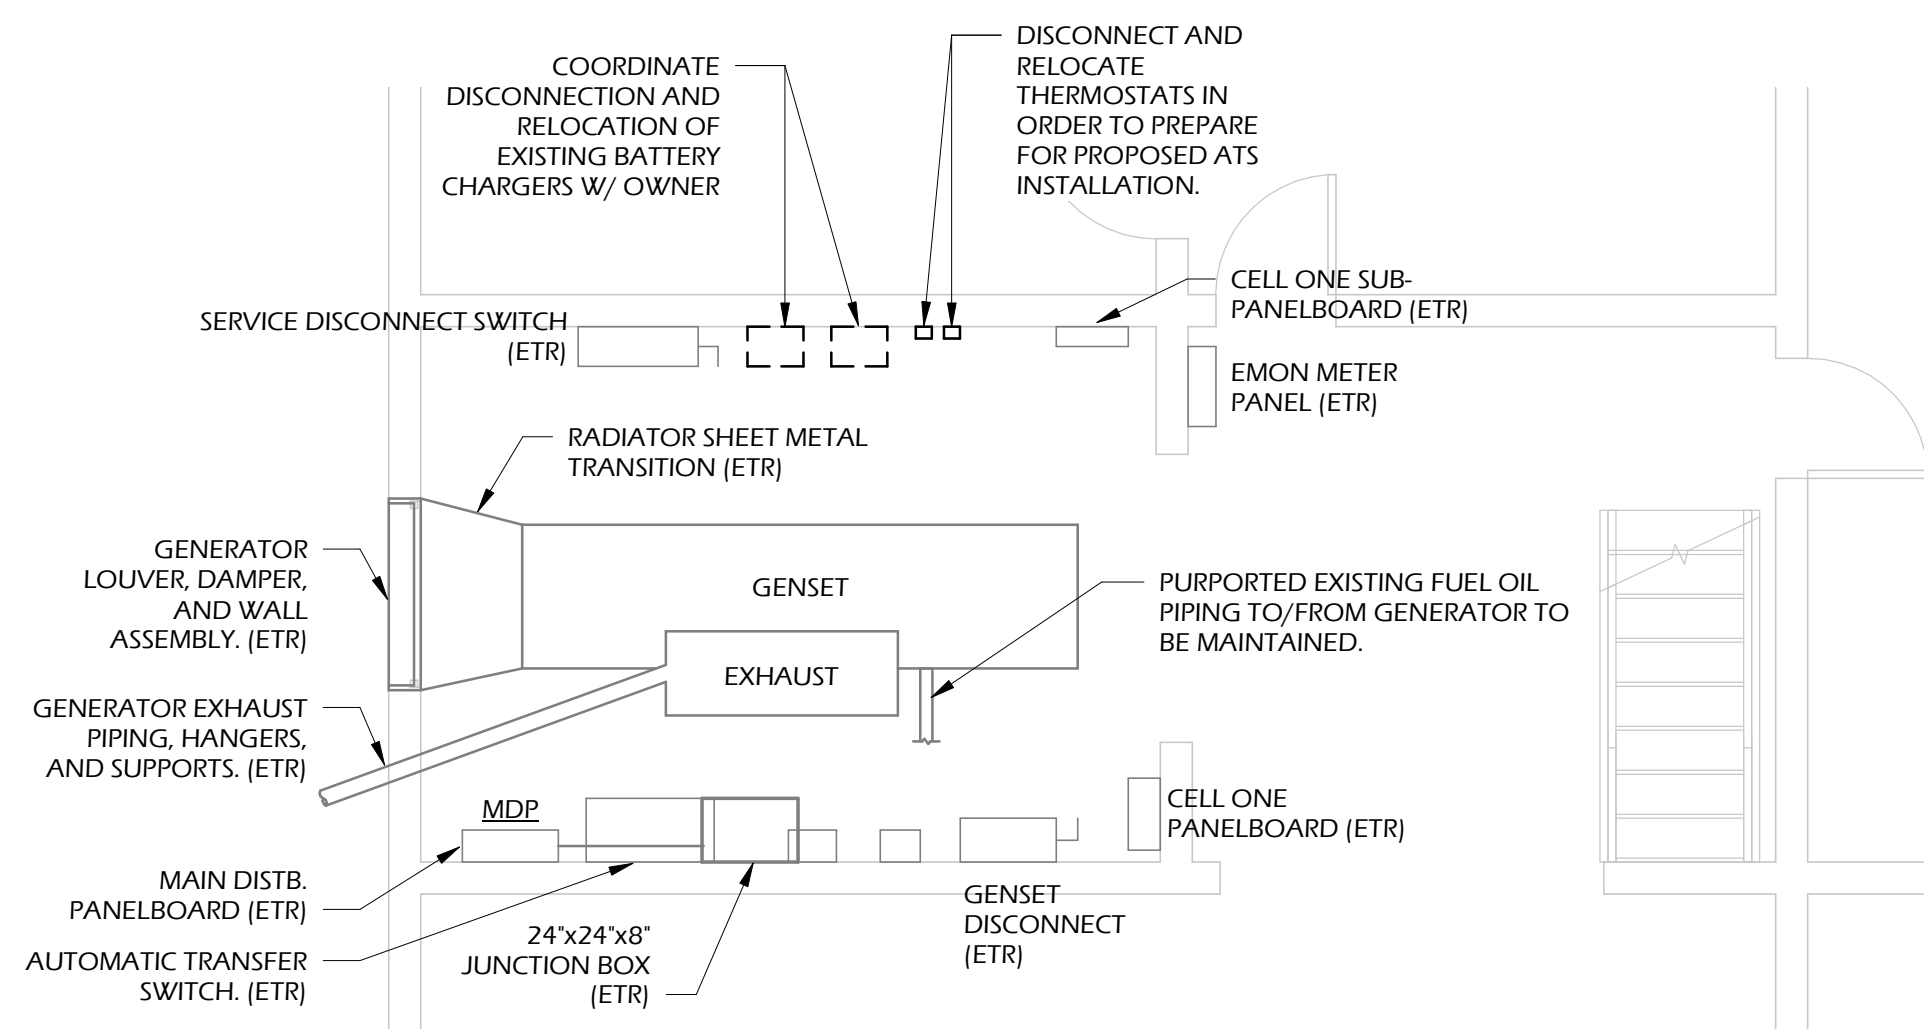 COORDINATE
DISCONNECTION AND
RELOCATION OF
EXISTING BATTERY
CHARGERS W/ OWNER
DISCONNECT AND
RELOCATE
THERMOSTATS IN
ORDER TO PREPARE
FOR PROPOSED ATS
INSTALLATION.
SERVICE DISCONNECT SWITCH
(ETR)
CELL ONE SUB-
PANELBOARD (ETR)
EMON METER
PANEL (ETR)
RADIATOR SHEET METAL
TRANSITION (ETR)
GENERATOR
LOUVER, DAMPER,
AND WALL
ASSEMBLY. (ETR)
GENSET
EXHAUST
PURPORTED EXISTING FUEL OIL
PIPING TO/FROM GENERATOR TO
BE MAINTAINED.
GENERATOR EXHAUST
PIPING, HANGERS,
AND SUPPORTS. (ETR)
MDP
CELL ONE
PANELBOARD (ETR)
MAIN DISTB.
PANELBOARD (ETR)
AUTOMATIC TRANSFER
SWITCH. (ETR)
24"x24"x8"
JUNCTION BOX
(ETR)
GENSET
DISCONNECT
(ETR)